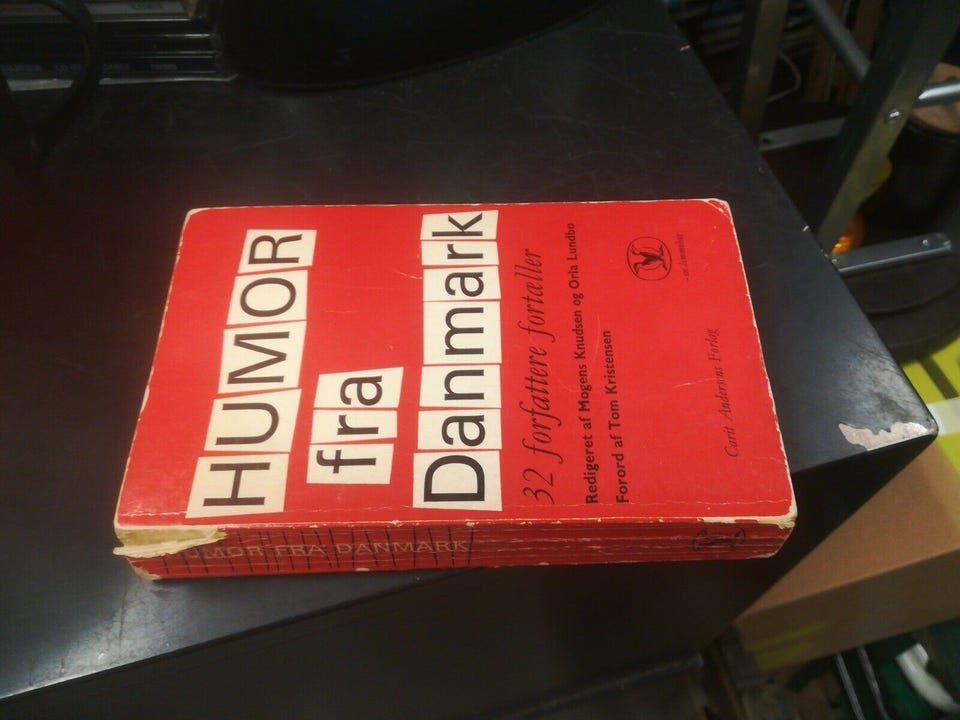 HUMOR
fra
Danmark
32 forfattere fortæller
Redigeret af Mogens Knudsen og Orla Lundbo
Forord af Tom Kristensen
Carit Andersens Forlag
HUMOR FRA DANMARK